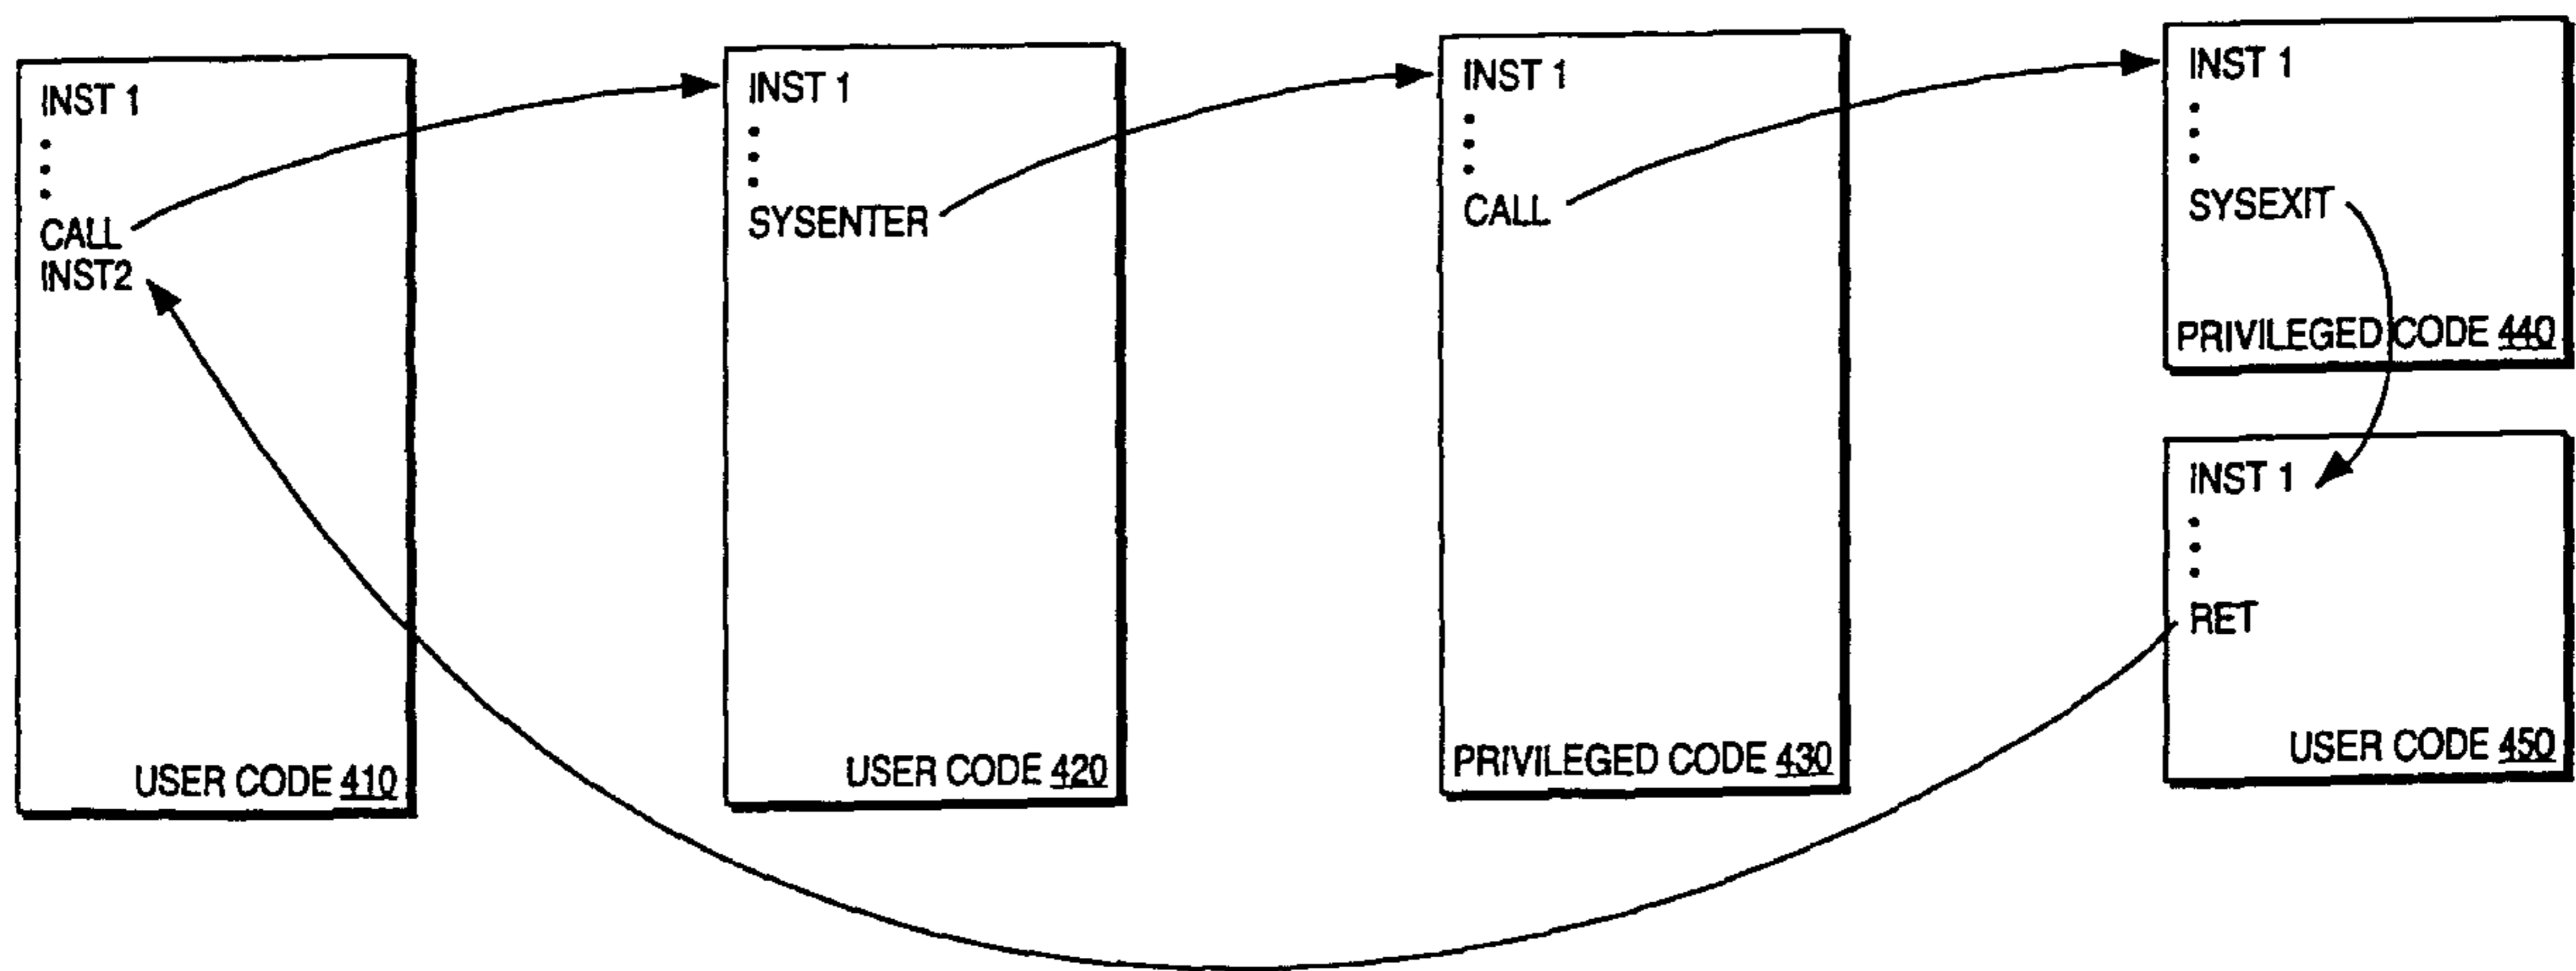 INST 1
CALL
INST2
USER CODE 410
INST 1
SYSENTER
USER CODE 420
INST 1
CALL
PRIVILEGED CODE 430
INST 1
SYSEXIT
PRIVILEGED CODE 440
INST 1
RET
USER CODE 450